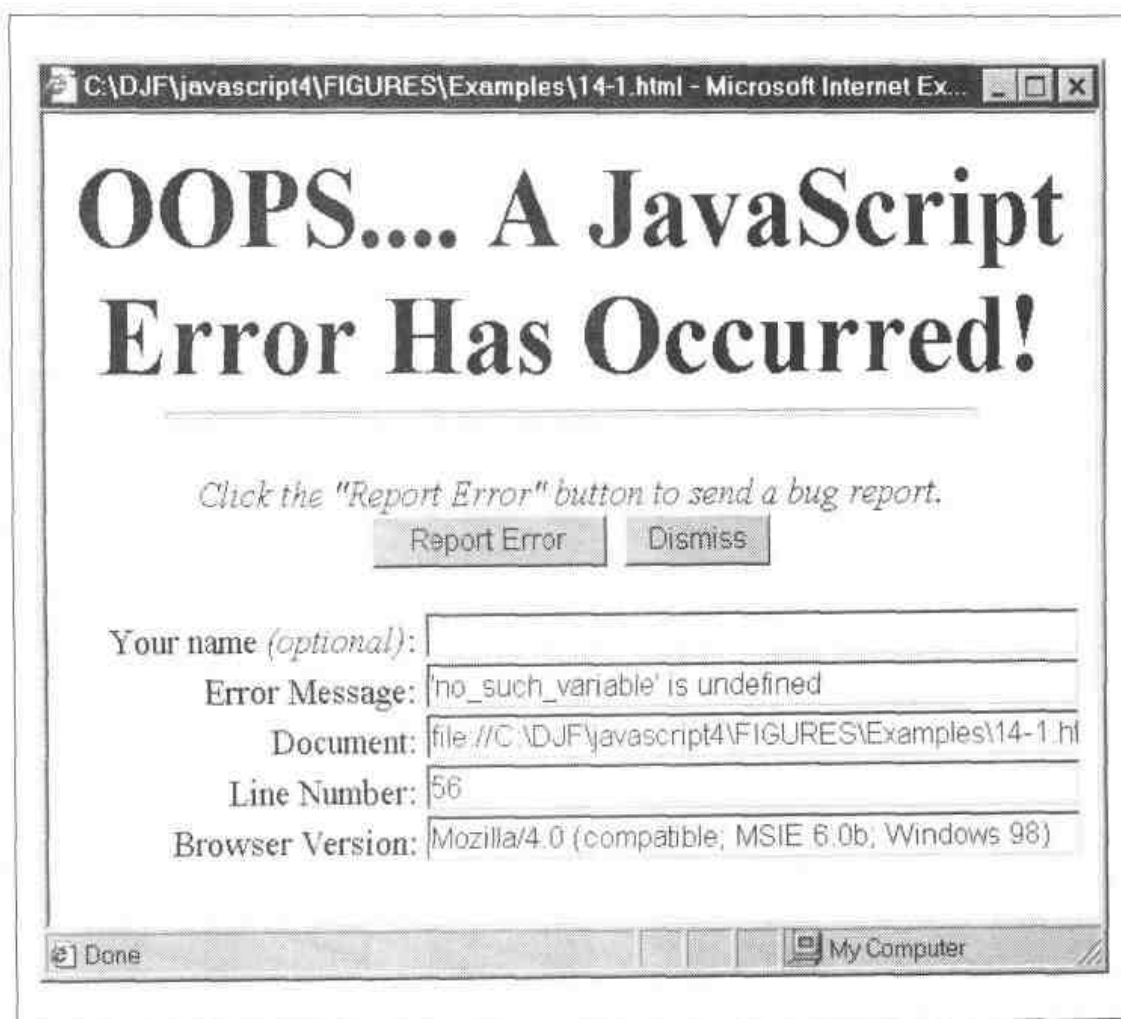 C:\DJF\javascript4\FIGURES\Examples\14-1.html - Microsoft Internet Ex...
OOPS.... A JavaScript
Error Has Occurred!
Click the "Report Error" button to send a bug report.
Report Error Dismiss
Your name (optional):
Error Message: 'no_such_variable' is undefined
Document: file://C:\DJF\javascript4\FIGURES\Examples\14-1.ht
Line Number: 56
Browser Version: Mozilla/4.0 (compatible; MSIE 6.0b; Windows 98)
Done My Computer